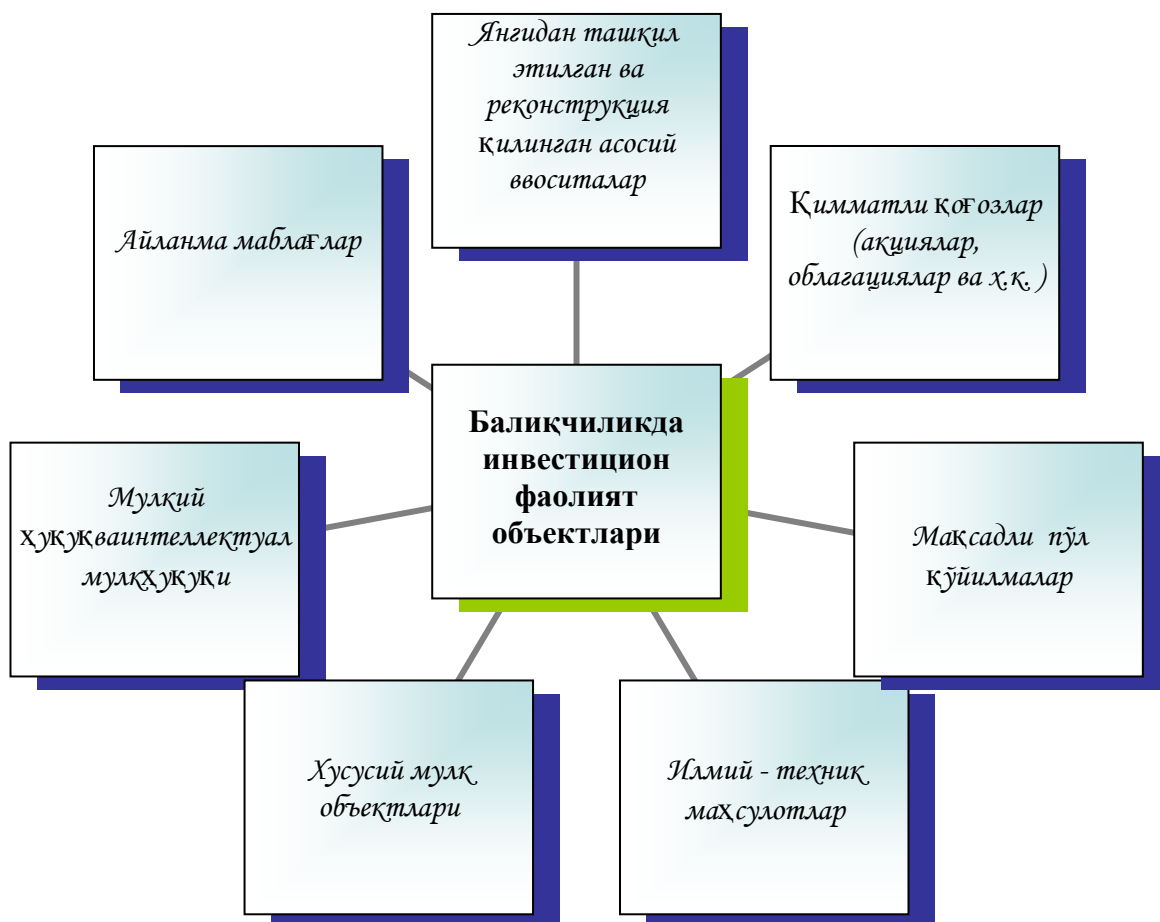 Янгидан ташкил
этилган ва
реконструкция
қилинган асосий
ввоситалар
Қимматли қоғозлар
(акциялар,
облагациялар ва х.к. )
Айланма маблағлар
Балиқчиликда
инвестицион
фаолият
объектлари
Мулкий
ҳуқуқваинтеллектуал
мулкҳуқуқи
Мақсадли пўл
қўйилмалар
Хусусий мулк
объектлари
Илмий - техник
маҳсулотлар